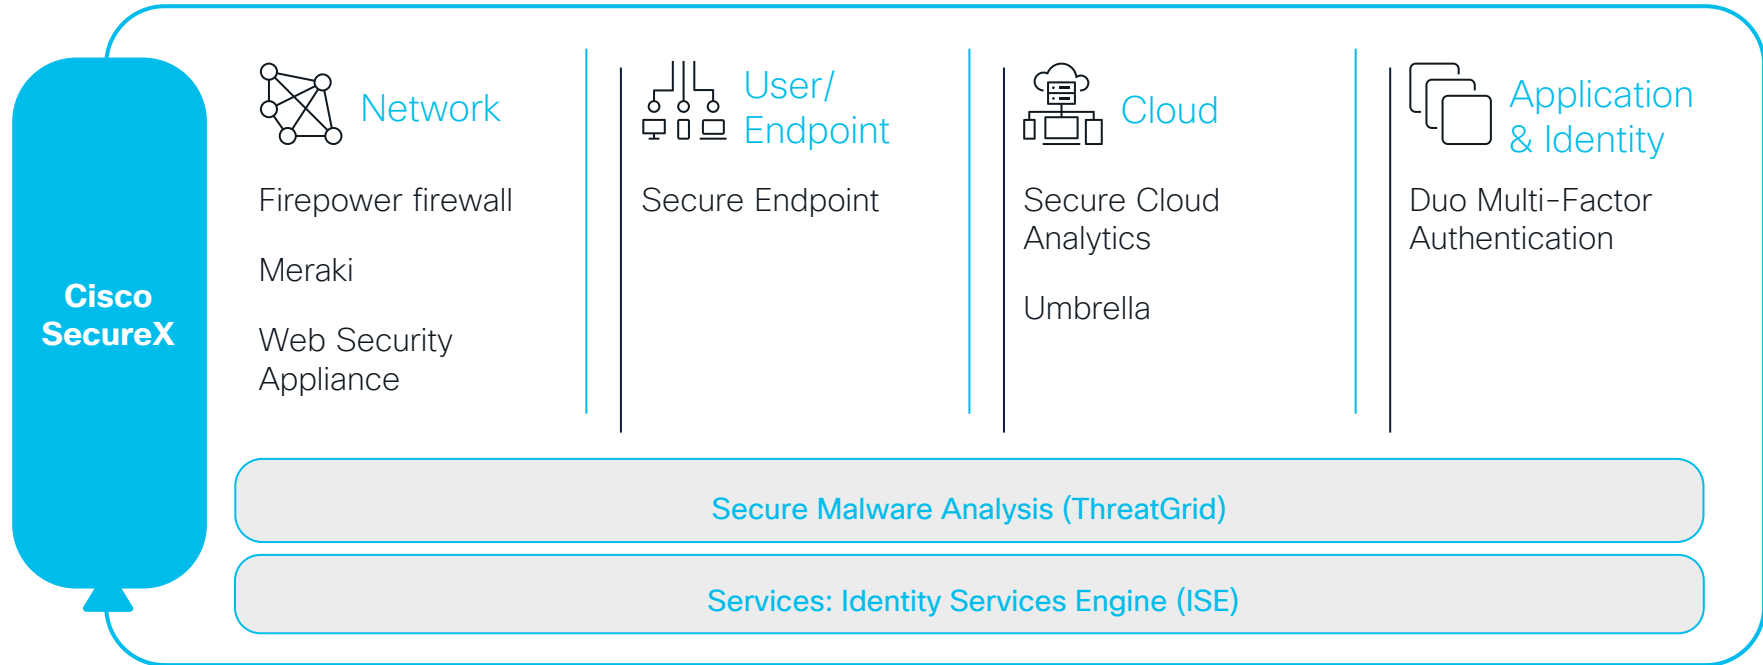 Cisco
SecureX
Network
Firepower firewall
Meraki
Web Security
Appliance
User/
Endpoint
Secure Endpoint
Cloud
Secure Cloud
Analytics
Umbrella
Application
& Identity
Duo Multi-Factor
Authentication
Secure Malware Analysis (ThreatGrid)
Services: Identity Services Engine (ISE)